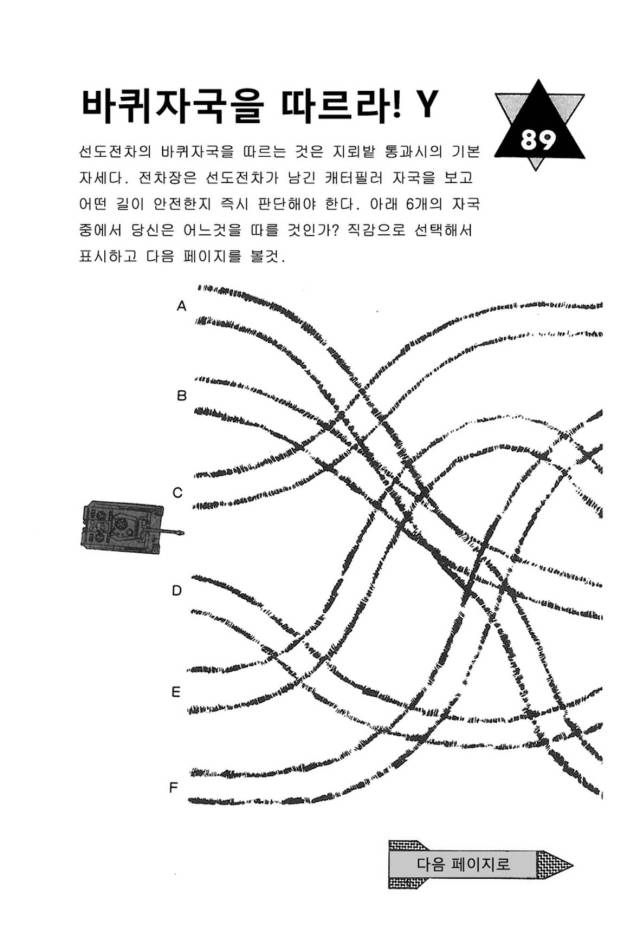 바퀴자국을 따르라! Y
89
선도전차의 바퀴자국을 따르는 것은 지뢰밭 통과시의 기본
자세다. 전차장은 선도전차가 남긴 캐터필러 자국을 보고
어떤 길이 안전한지 즉시 판단해야 한다. 아래 6개의 자국
중에서 당신은 어느것을 따를 것인가? 직감으로 선택해서
표시하고 다음 페이지를 볼것.
A
B
C
D
E
F
다음 페이지로